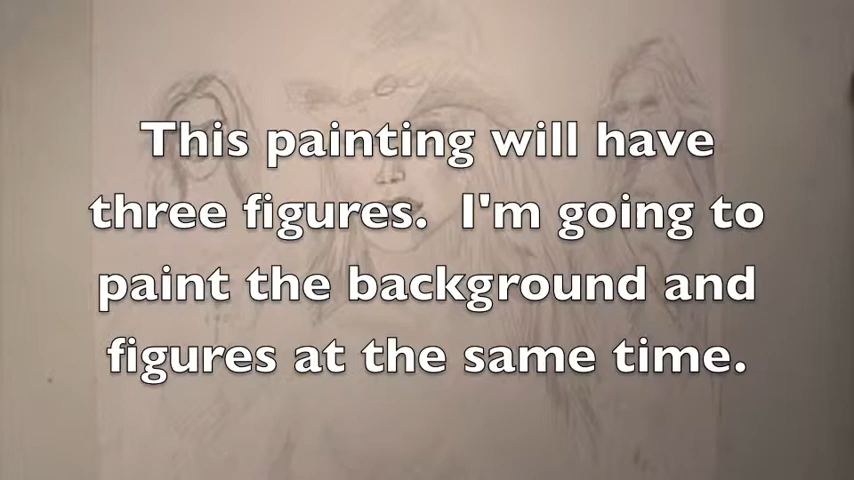 This painting will have
three figures.  I'm going to
paint the background and
figures at the same time.